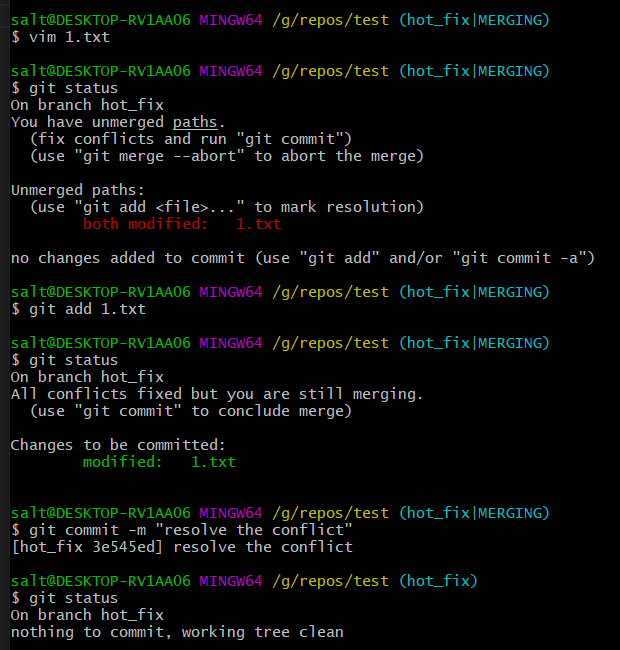 salt@DESKTOP-RV1AA06 MINGW64 /g/repos/test (hot_fix|MERGING)
$ vim 1.txt
salt@DESKTOP-RV1AA06 MINGW64 /g/repos/test (hot_fix|MERGING)
$ git status
On branch hot_fix
You have unmerged paths.
  (fix conflicts and run "git commit")
  (use "git merge --abort" to abort the merge)
Unmerged paths:
  (use "git add <file>..." to mark resolution)
        both modified:   1.txt
no changes added to commit (use "git add" and/or "git commit -a")
salt@DESKTOP-RV1AA06 MINGW64 /g/repos/test (hot_fix|MERGING)
$ git add 1.txt
salt@DESKTOP-RV1AA06 MINGW64 /g/repos/test (hot_fix|MERGING)
$ git status
On branch hot_fix
All conflicts fixed but you are still merging.
  (use "git commit" to conclude merge)
Changes to be committed:
        modified:   1.txt
salt@DESKTOP-RV1AA06 MINGW64 /g/repos/test (hot_fix|MERGING)
$ git commit -m "resolve the conflict"
[hot_fix 3e545ed] resolve the conflict
salt@DESKTOP-RV1AA06 MINGW64 /g/repos/test (hot_fix)
$ git status
On branch hot_fix
nothing to commit, working tree clean